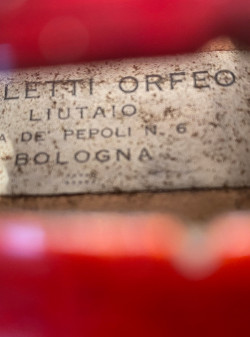 LETTI ORFEO
LIUTAIO
A DE' PEPOLI N. 6
BOLOGNA